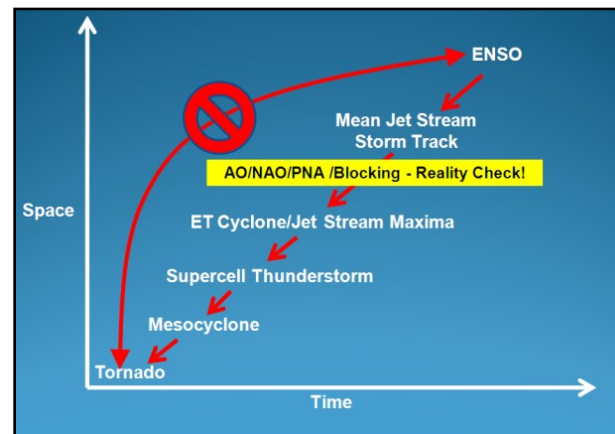 ENSO
Mean Jet Stream
Storm Track
AO/NAO/PNA /Blocking - Reality Check!
Space
ET Cyclone/Jet Stream Maxima
Supercell Thunderstorm
Mesocyclone
Tornado
Time